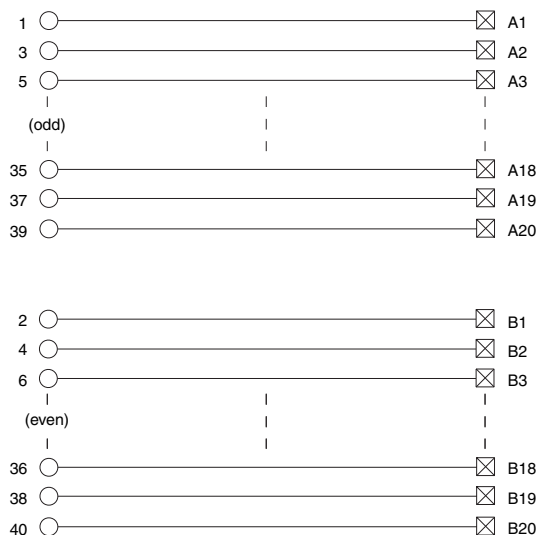 1 A1
3 A2
5 A3
(odd)
35 A18
37 A19
39 A20
2 B1
4 B2
6 B3
(even)
36 B18
38 B19
40 B20